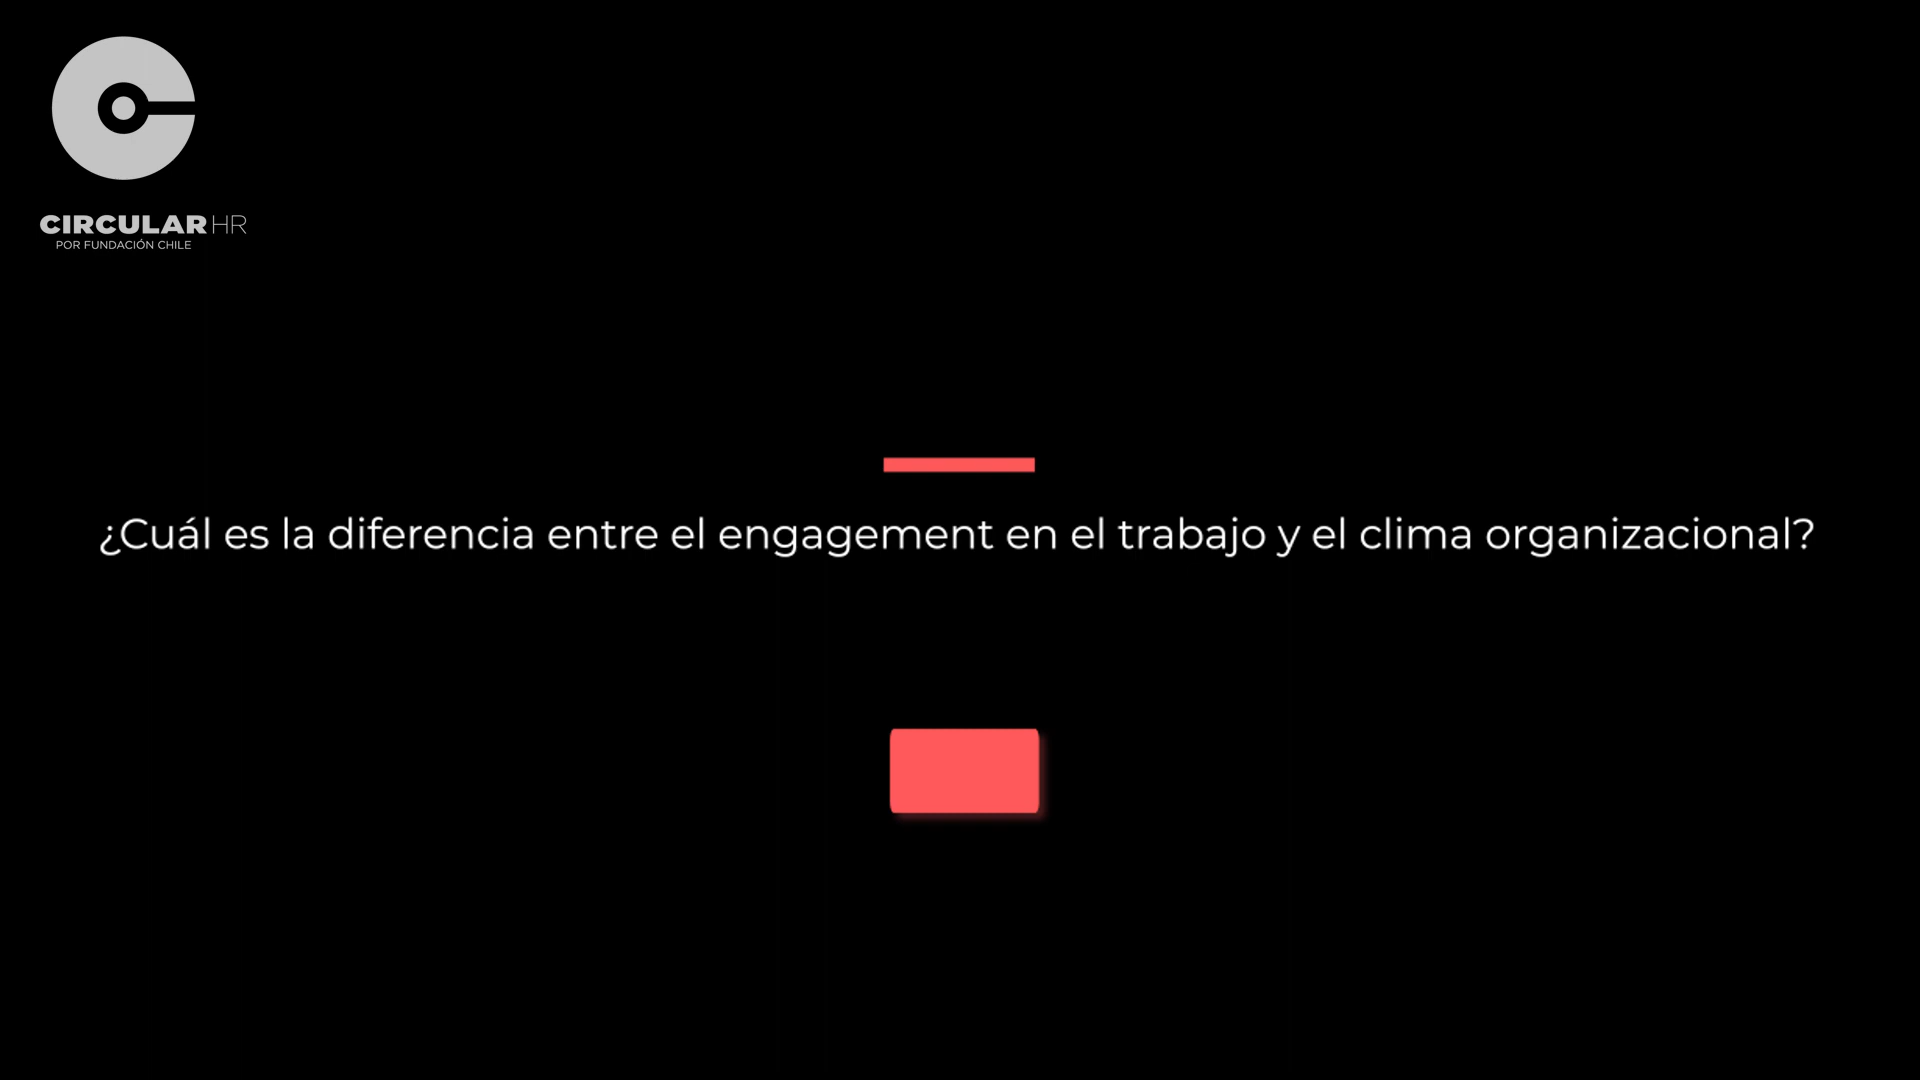 CIRCULAR HR
POR FUNDACIÓN CHILE
¿Cuál es la diferencia entre el engagement en el trabajo y el clima organizacional?